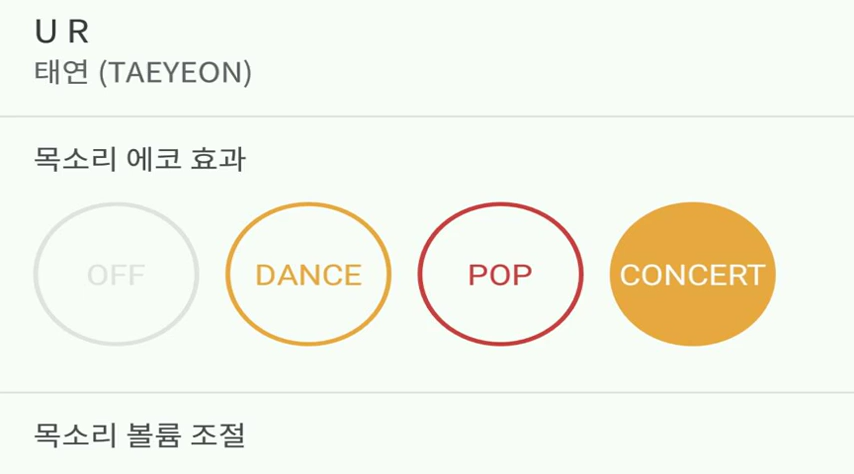 U R
태연 (TAEYEON)
목소리 에코 효과
OFF DANCE POP CONCERT
목소리 볼륨 조절